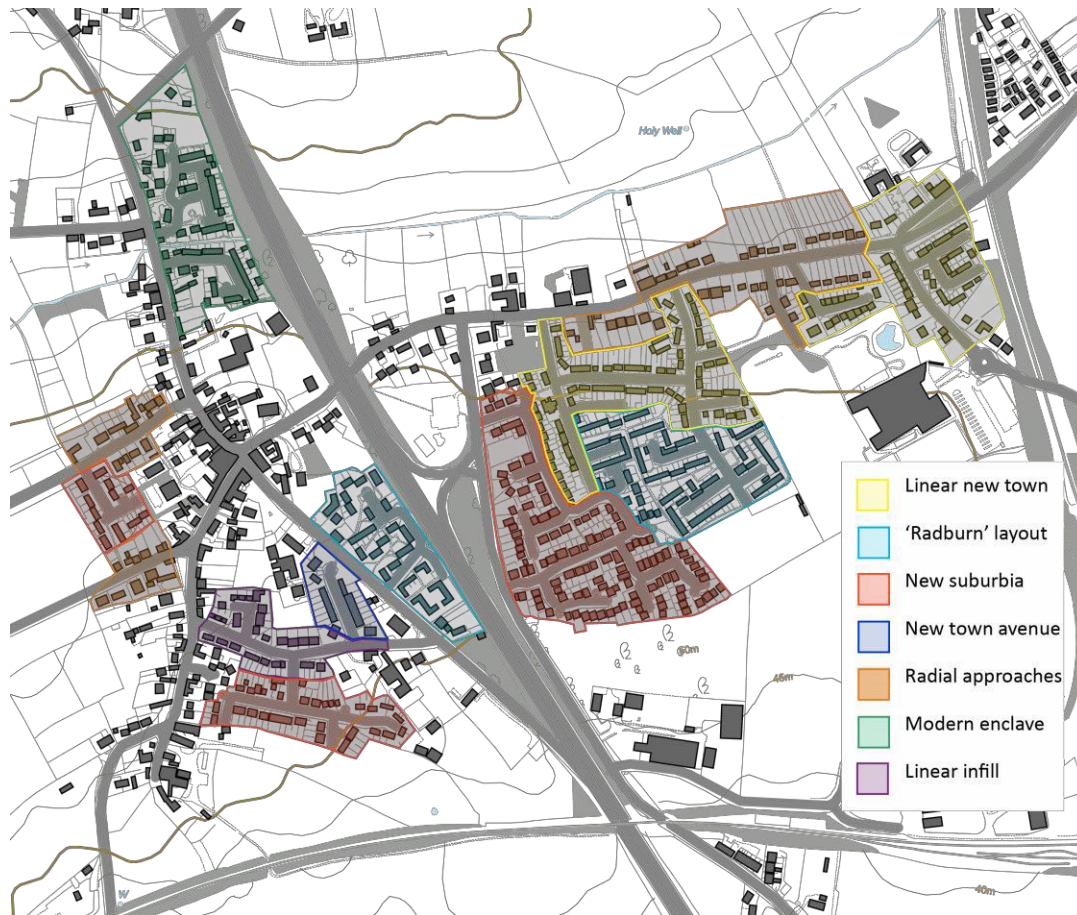 Holy Well
Linear new town
'Radburn' layout
New suburbia
New town avenue
Radial approaches
Modern enclave
Linear infill
50m
45m
W
40m